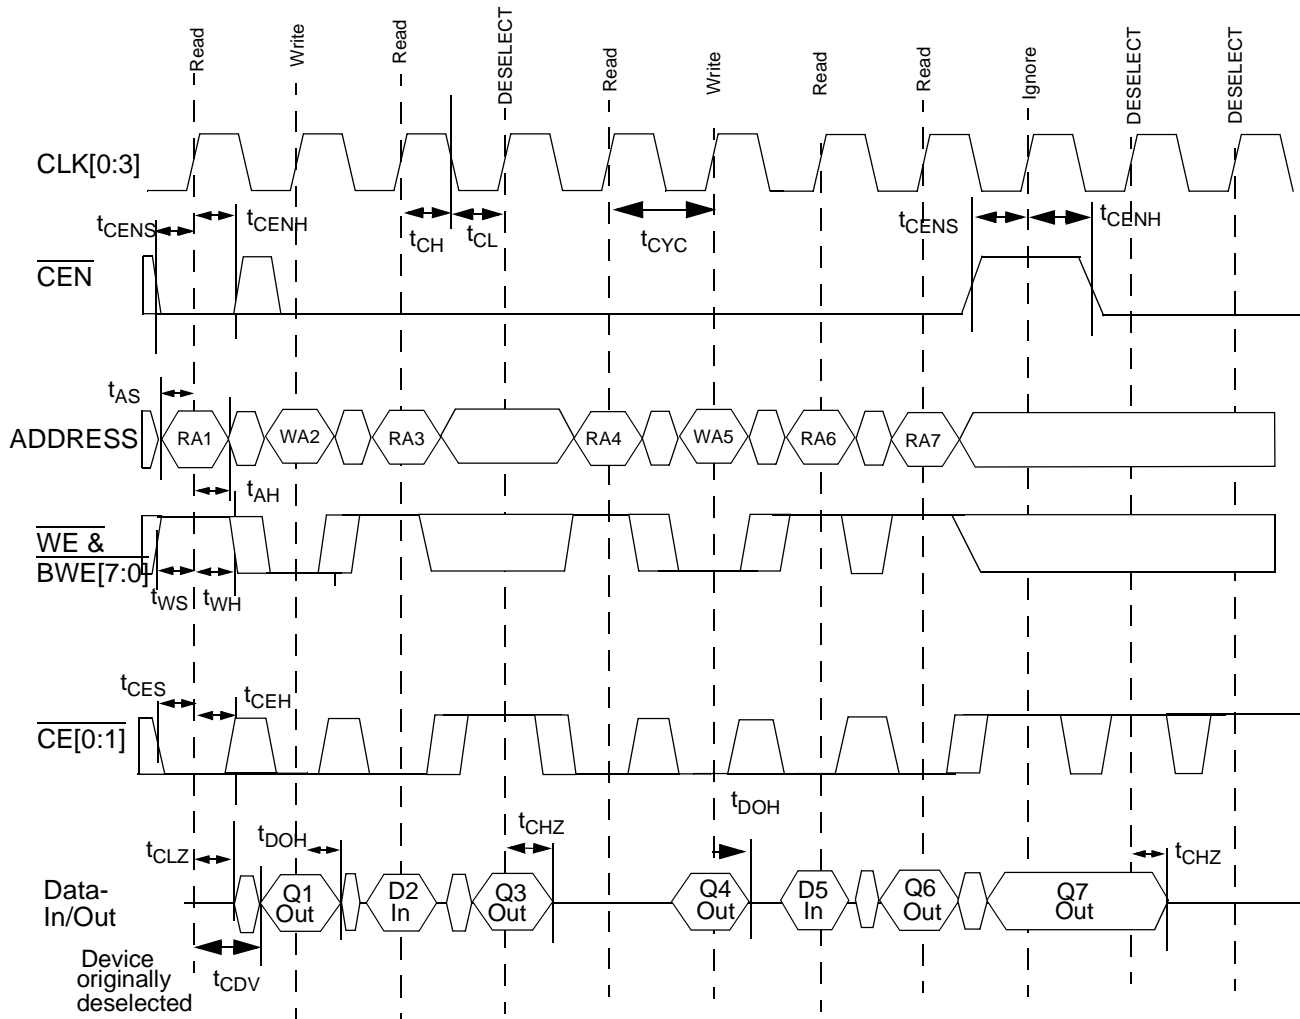 Read
Write
Read
DESELECT
Read
Write
Read
Read
Ignore
DESELECT
DESELECT
CLK[0:3]
tCENS
tCENH
tCH
tCL
tCYC
tCENS
tCENH
CEN
tAS
ADDRESS
RA1
WA2
RA3
RA4
WA5
RA6
RA7
tAH
WE &
BWE[7:0]
tWS
tWH
tCES
tCEH
CE[0:1]
tCLZ
tDOH
tCHZ
tDOH
tCHZ
Data-
In/Out
Q1
Out
D2
In
Q3
Out
Q4
Out
D5
In
Q6
Out
Q7
Out
tCDV
Device
originally
deselected